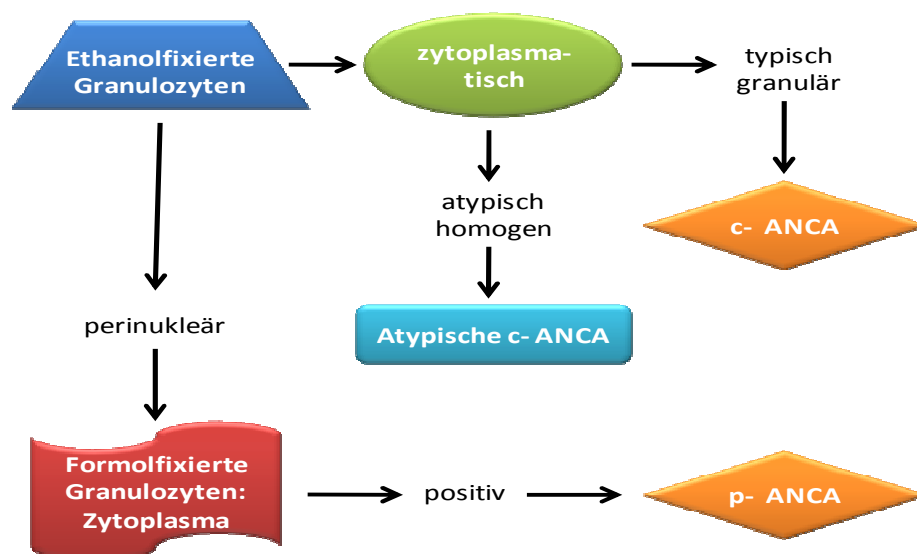 Ethanolfixierte
Granulozyten
zytoplasma-
tisch
typisch
granulär
atypisch
homogen
c- ANCA
perinukleär
Atypische c- ANCA
Formolfixierte
Granulozyten:
Zytoplasma
positiv
p- ANCA